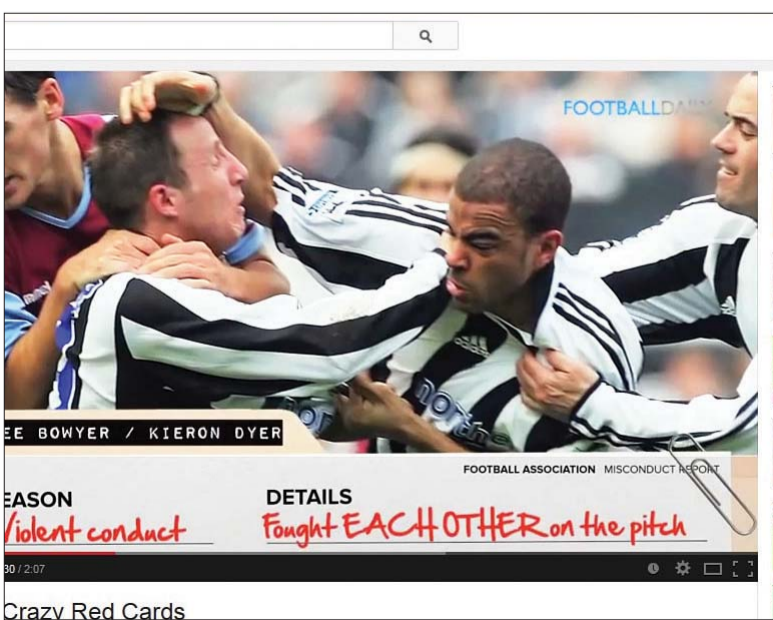 FOOTBALLDAILY
EE BOWYER / KIERON DYER
FOOTBALL ASSOCIATION MISCONDUCT REPORT
EASON
DETAILS
Violent conduct
Fought EACH OTHER on the pitch
30 / 2:07
Crazy Red Cards